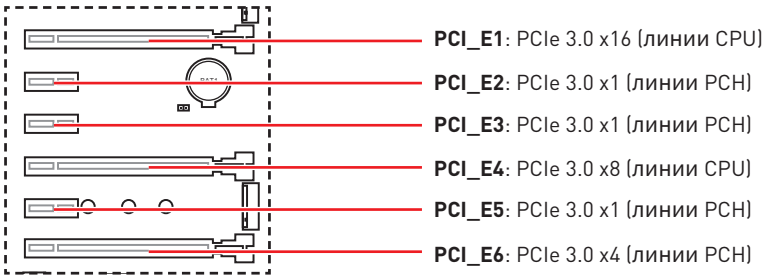 PCI_E1: PCIe 3.0 x16 (линии CPU)
PCI_E2: PCIe 3.0 x1 (линии PCH)
BAT1
PCI_E3: PCIe 3.0 x1 (линии PCH)
PCI_E4: PCIe 3.0 x8 (линии CPU)
PCI_E5: PCIe 3.0 x1 (линии PCH)
PCI_E6: PCIe 3.0 x4 (линии PCH)